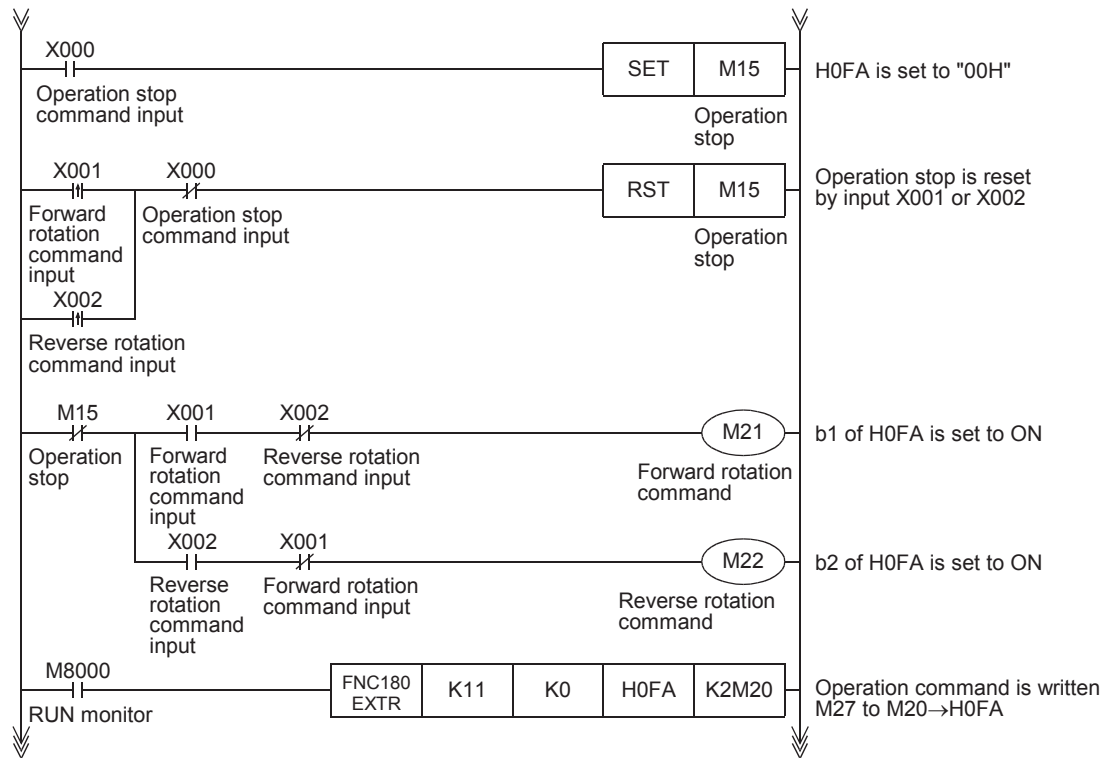 X000
SET M15
H0FA is set to "00H"
Operation stop
command input
Operation
stop
X001 X000
RST M15
Operation stop is reset
by input X001 or X002
Forward
rotation
command
input
Operation stop
command input
Operation
stop
X002
Reverse rotation
command input
M15 X001 X002
M21
b1 of H0FA is set to ON
Operation
stop
Forward
rotation
command
input
Reverse rotation
command input
Forward rotation
command
X002 X001
M22
b2 of H0FA is set to ON
Reverse
rotation
command
input
Forward rotation
command input
Reverse rotation
command
M8000
FNC180
EXTR
K11 K0 H0FA K2M20
Operation command is written
M27 to M20→H0FA
RUN monitor